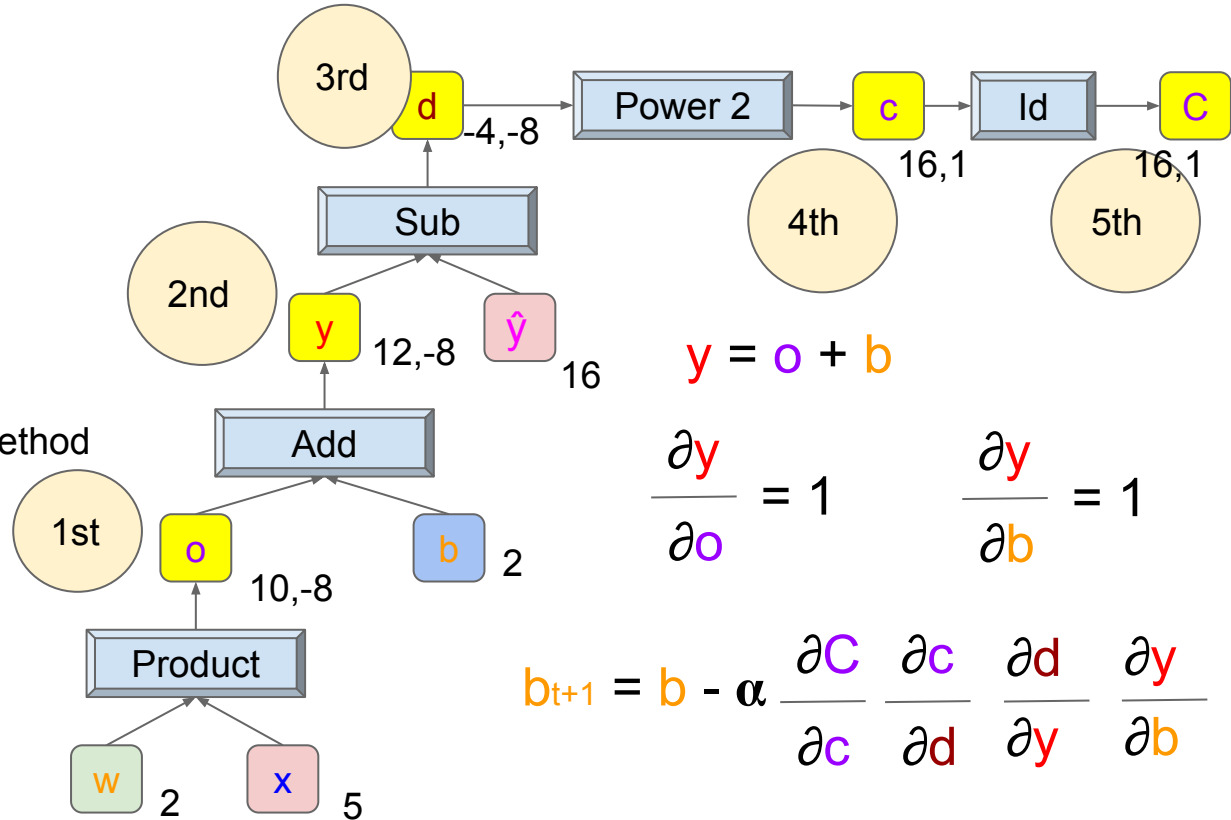 3rd
d
-4,-8
Power 2
c
16,1
Id
C
16,1
Sub
4th
5th
2nd
y
12,-8
ŷ
16
y = o + b
ethod
Add
∂y
∂o
= 1
∂y
∂b
= 1
1st
o
10,-8
b
2
Product
bt+1 = b - α
∂C
∂c
∂c
∂d
∂d
∂y
∂y
∂b
w
2
x
5